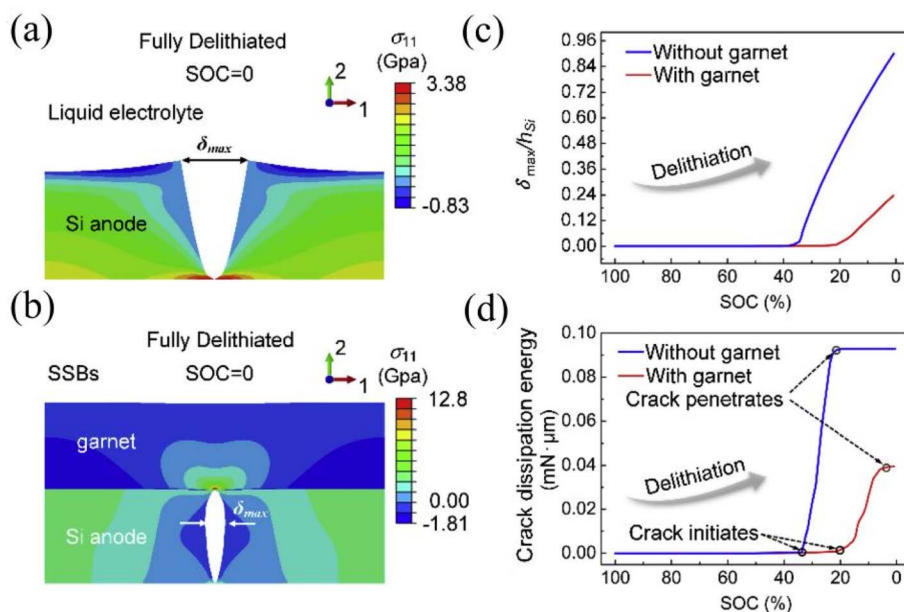 (a)
Fully Delithiated
SOC=0
σ11
(Gpa)
3.38
-0.83
2
1
Liquid electrolyte
δmax
Si anode
(b)
Fully Delithiated
SSBs
SOC=0
σ11
(Gpa)
12.8
0.00
-1.81
2
1
garnet
δmax
Si anode
(c)
0.96
0.84
0.72
0.60
0.48
0.36
0.24
0.12
0.00
δmax/hSi
Without garnet
With garnet
Delithiation
100 80 60 40 20 0
SOC (%)
(d)
0.10
0.08
0.06
0.04
0.02
0.00
Crack dissipation energy
(mN·μm)
Without garnet
With garnet
Crack penetrates
Delithiation
Crack initiates
100 80 60 40 20 0
SOC (%)